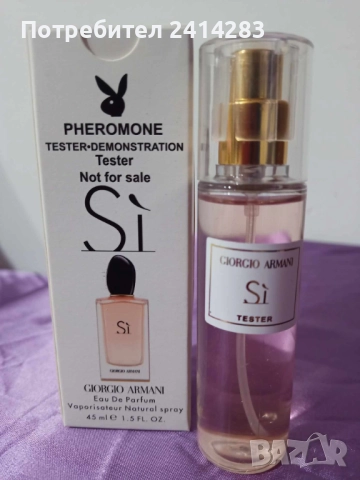 Потребител 2414283
PHEROMONE
TESTER•DEMONSTRATION
Tester
Not for sale
Sì
Sì
GIORGIO ARMANI
Eau De Parfum
Vaporisateur Natural spray
45 ml ℮ 1.5 FL. OZ.
GIORGIO ARMANI
Sì
TESTER
BAZAR